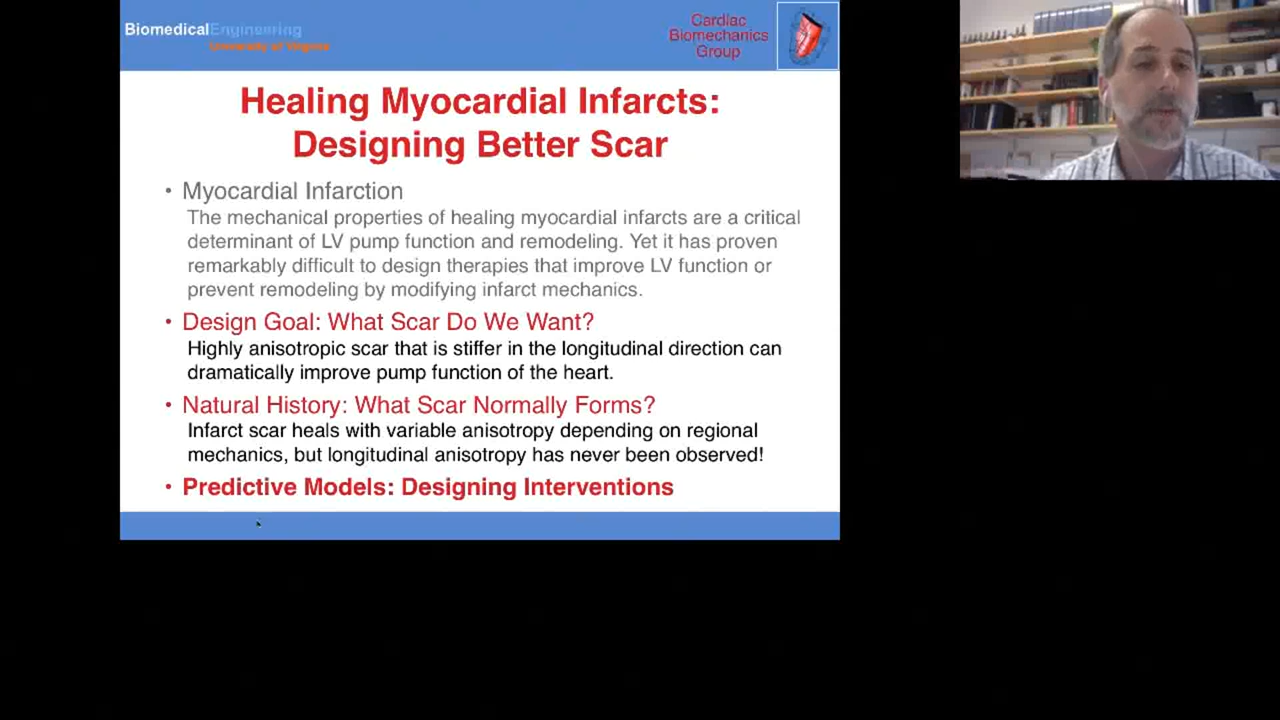 BiomedicalEngineering
University of Virginia
Cardiac
Biomechanics
Group
Healing Myocardial Infarcts:
Designing Better Scar
• Myocardial Infarction
The mechanical properties of healing myocardial infarcts are a critical
determinant of LV pump function and remodeling. Yet it has proven
remarkably difficult to design therapies that improve LV function or
prevent remodeling by modifying infarct mechanics.
• Design Goal: What Scar Do We Want?
Highly anisotropic scar that is stiffer in the longitudinal direction can
dramatically improve pump function of the heart.
• Natural History: What Scar Normally Forms?
Infarct scar heals with variable anisotropy depending on regional
mechanics, but longitudinal anisotropy has never been observed!
• Predictive Models: Designing Interventions